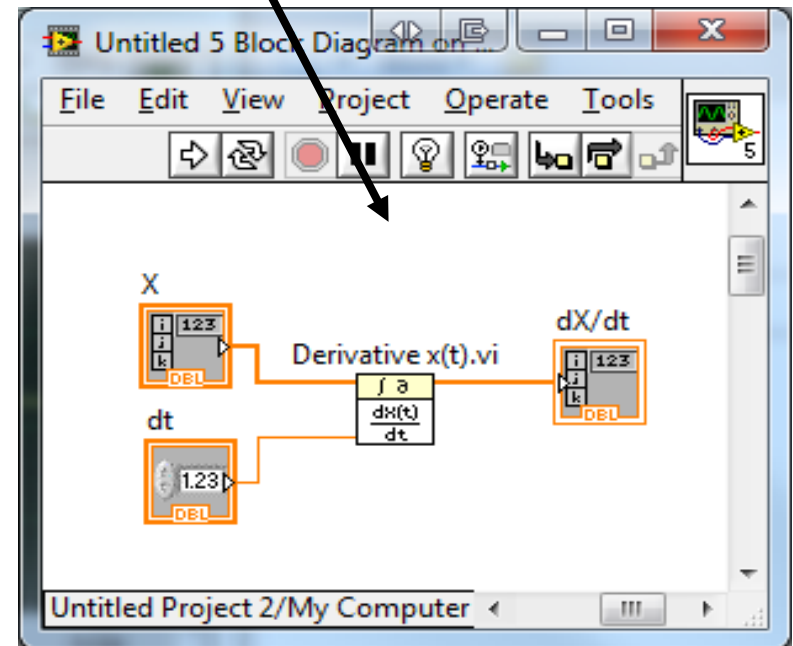 Untitled 5 Block Diagram on ...
File Edit View Project Operate Tools
5
X
i 123
j
k
DBL
Derivative x(t).vi
∫ ∂
dx(t)
dt
dX/dt
i 123
j
k
DBL
dt
1.23
DBL
Untitled Project 2/My Computer